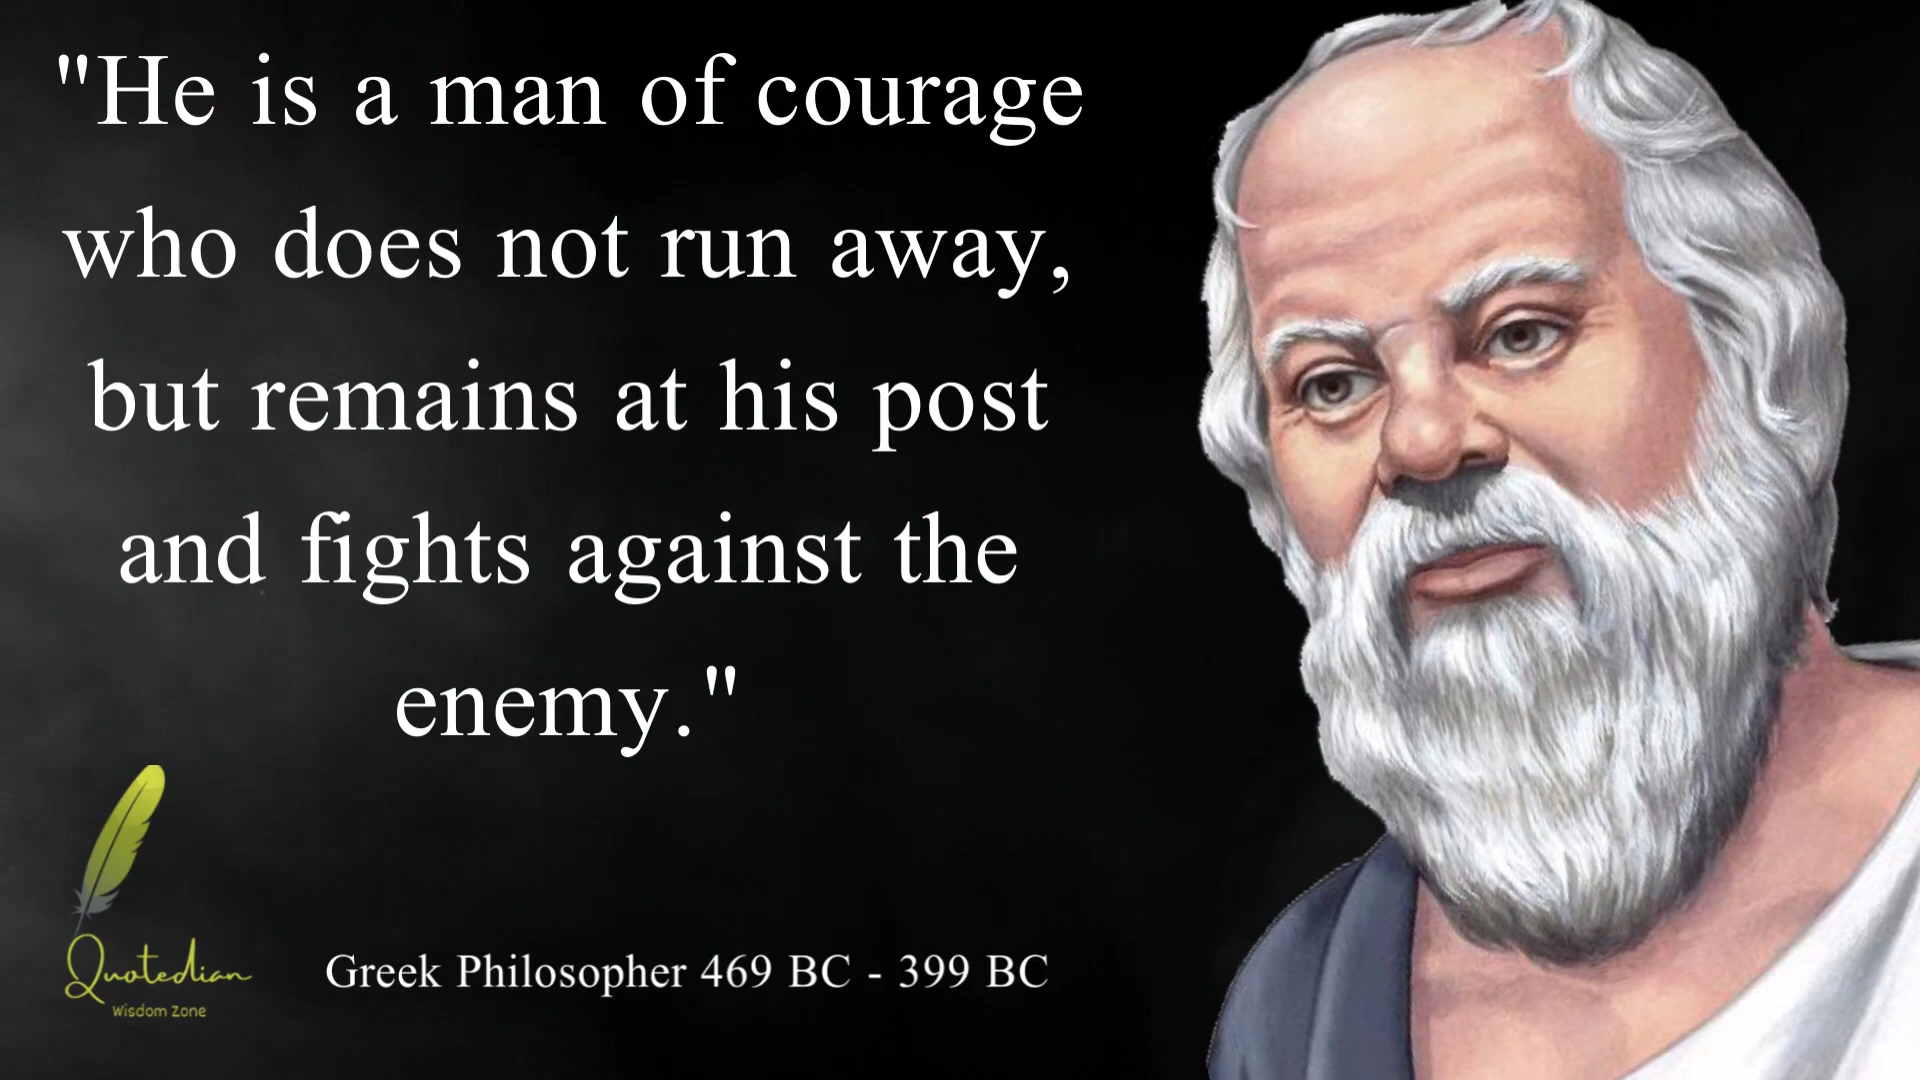 "He is a man of courage
who does not run away,
but remains at his post
and fights against the
enemy."
Quotedian
Wisdom Zone
Greek Philosopher 469 BC - 399 BC